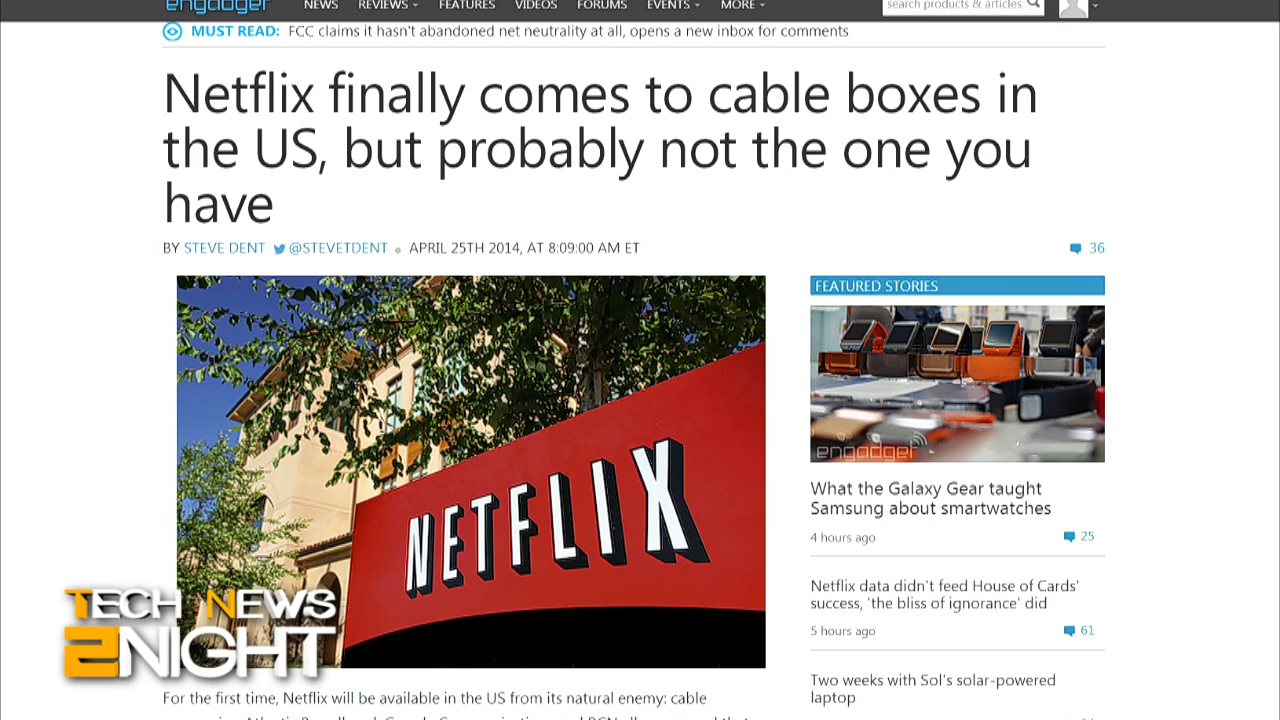 engadget
NEWS REVIEWS FEATURES VIDEOS FORUMS EVENTS MORE search products & articles
MUST READ: FCC claims it hasn't abandoned net neutrality at all, opens a new inbox for comments
Netflix finally comes to cable boxes in
the US, but probably not the one you
have
BY STEVE DENT @STEVETDENT APRIL 25TH 2014, AT 8:09:00 AM ET 36
NETFLIX
FEATURED STORIES
engadget
What the Galaxy Gear taught
Samsung about smartwatches
4 hours ago 25
Netflix data didn't feed House of Cards'
success, 'the bliss of ignorance' did
5 hours ago 61
Two weeks with Sol's solar-powered
laptop
TECH NEWS
2NIGHT
For the first time, Netflix will be available in the US from its natural enemy: cable